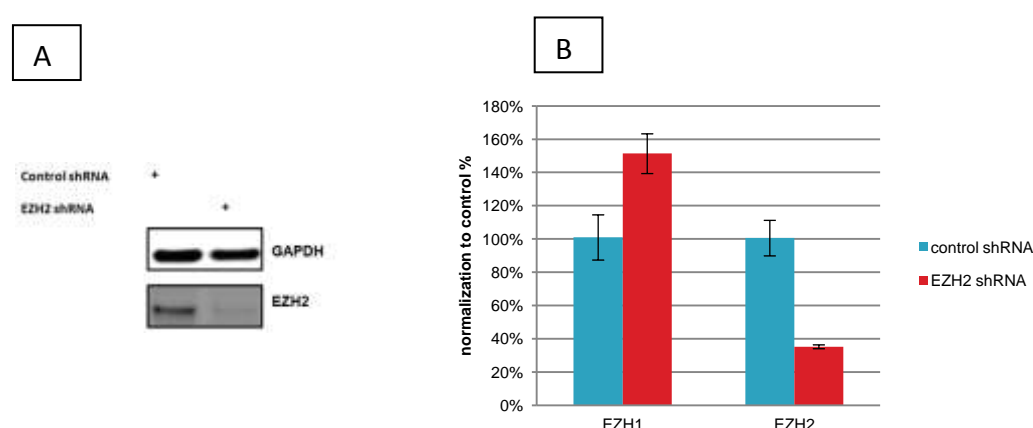 A
Control shRNA +
EZH2 shRNA +
GAPDH
EZH2
B
normalization to control %
180%
160%
140%
120%
100%
80%
60%
40%
20%
0%
EZH1 EZH2
control shRNA
EZH2 shRNA